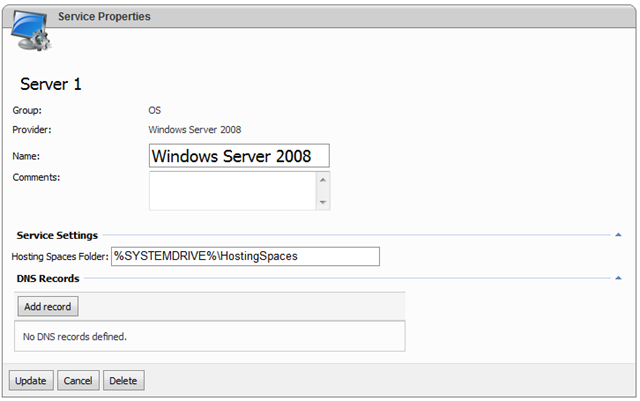 Service Properties
Server 1
Group: OS
Provider: Windows Server 2008
Name: Windows Server 2008
Comments:
Service Settings
Hosting Spaces Folder: %SYSTEMDRIVE%\HostingSpaces
DNS Records
Add record
No DNS records defined.
Update Cancel Delete